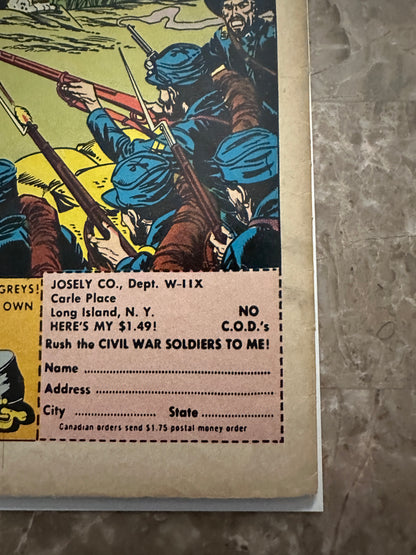 GREYS!
OWN
JOSELY CO., Dept. W-11X
Carle Place
Long Island, N. Y.
HERE'S MY $1.49!
NO
C.O.D.'s
Rush the CIVIL WAR SOLDIERS TO ME!
Name
Address
City State
Canadian orders send $1.75 postal money order